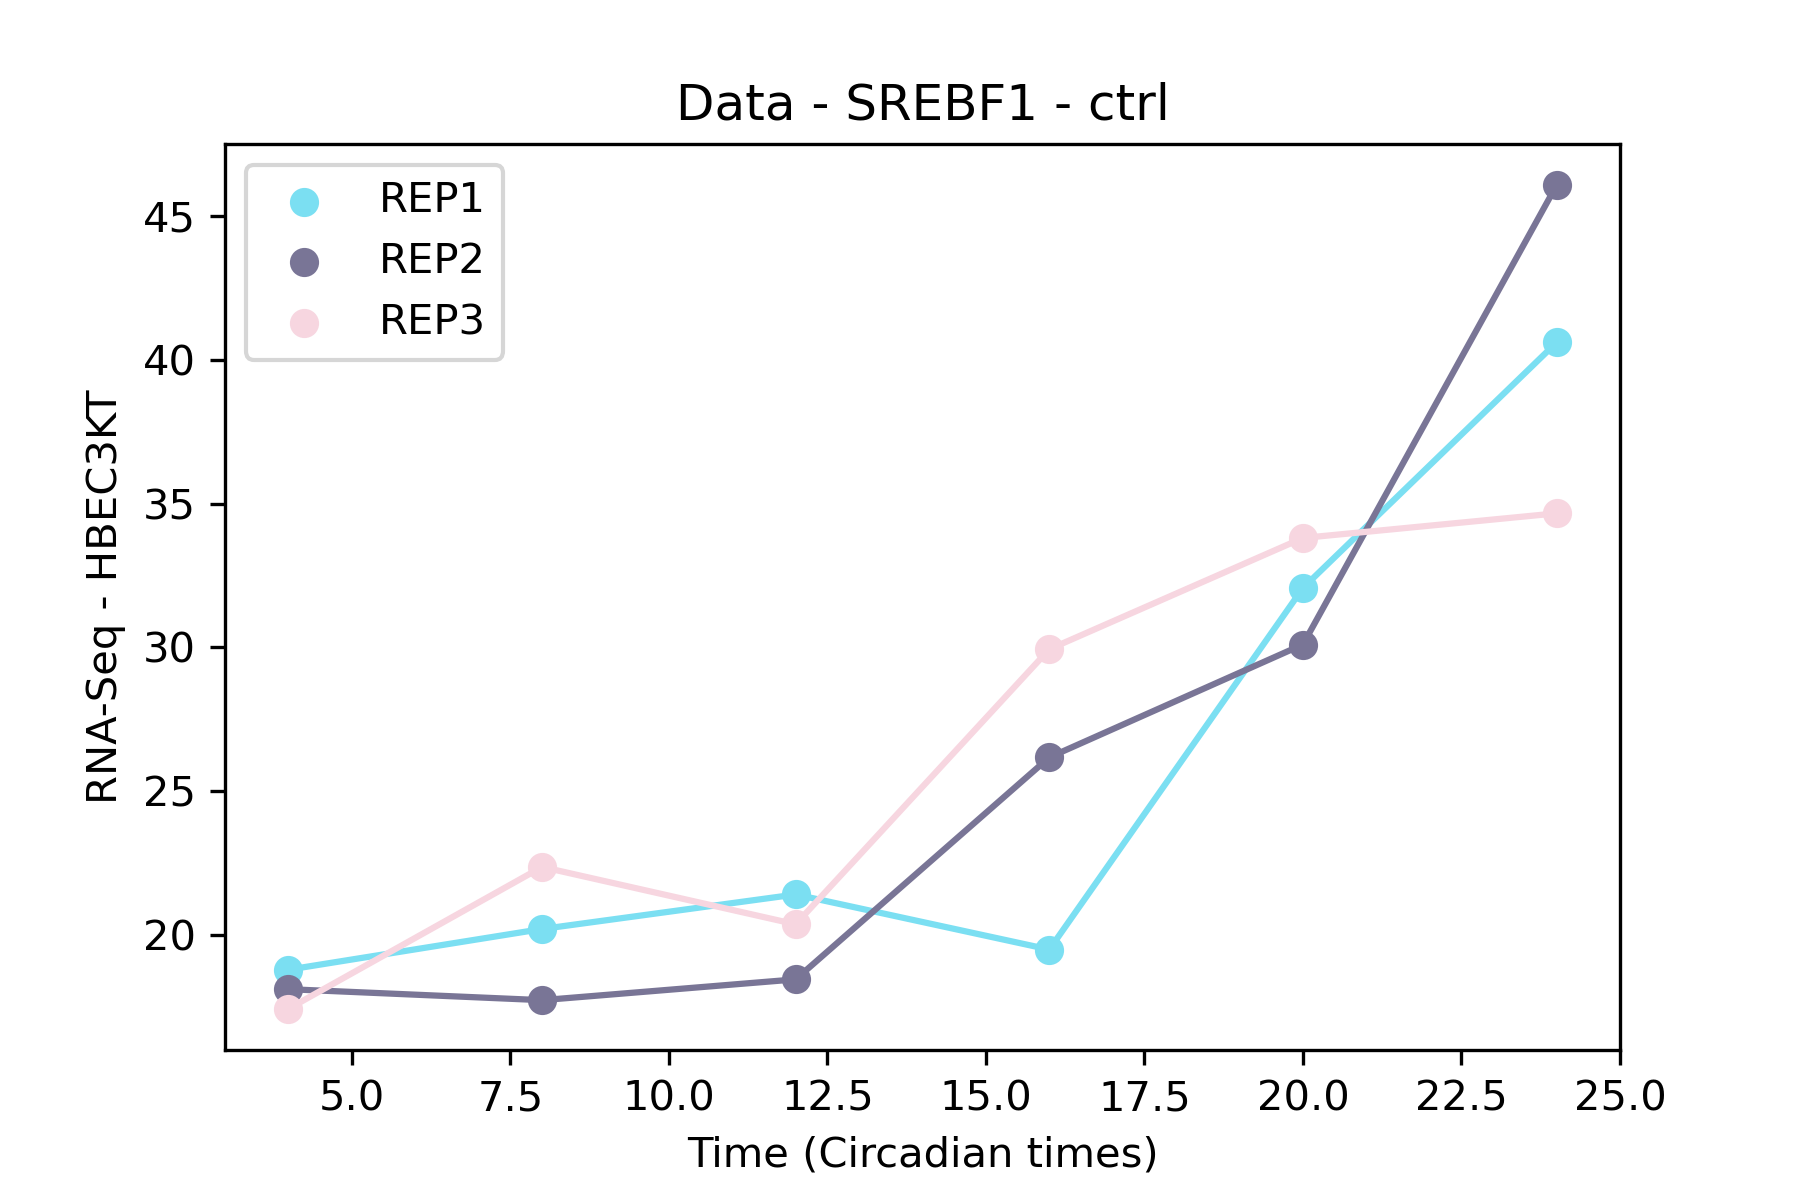 Data - SREBF1 - ctrl
REP1
REP2
REP3
RNA-Seq - HBEC3KT
45
40
35
30
25
20
5.0 7.5 10.0 12.5 15.0 17.5 20.0 22.5 25.0
Time (Circadian times)